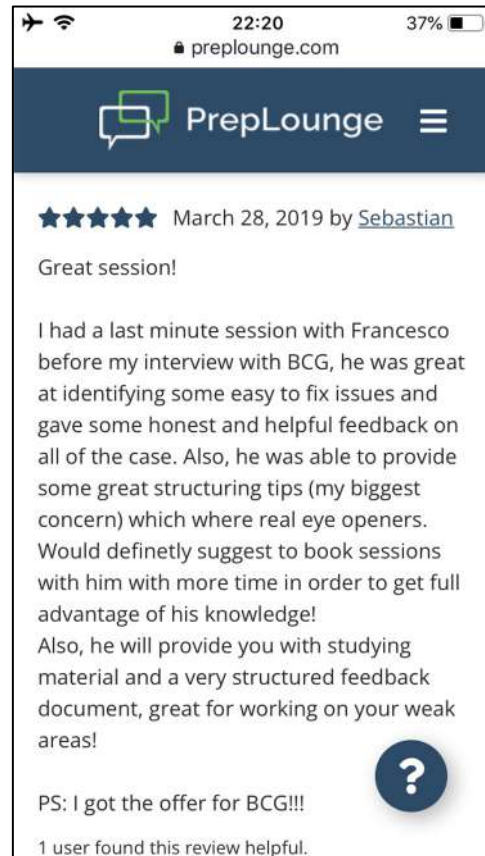 22:20
37%
preplounge.com
PrepLounge
March 28, 2019 by Sebastian
Great session!
I had a last minute session with Francesco
before my interview with BCG, he was great
at identifying some easy to fix issues and
gave some honest and helpful feedback on
all of the case. Also, he was able to provide
some great structuring tips (my biggest
concern) which where real eye openers.
Would definetly suggest to book sessions
with him with more time in order to get full
advantage of his knowledge!
Also, he will provide you with studying
material and a very structured feedback
document, great for working on your weak
areas!
?
PS: I got the offer for BCG!!!
1 user found this review helpful.